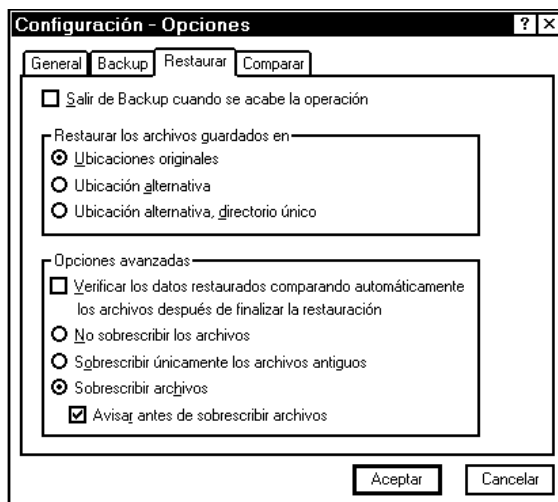 Configuración - Opciones
General Backup Restaurar Comparar
Salir de Backup cuando se acabe la operación
Restaurar los archivos guardados en
Ubicaciones originales
Ubicación alternativa
Ubicación alternativa, directorio único
Opciones avanzadas
Verificar los datos restaurados comparando automáticamente
los archivos después de finalizar la restauración
No sobrescribir los archivos
Sobrescribir únicamente los archivos antiguos
Sobrescribir archivos
Avisar antes de sobrescribir archivos
Aceptar Cancelar